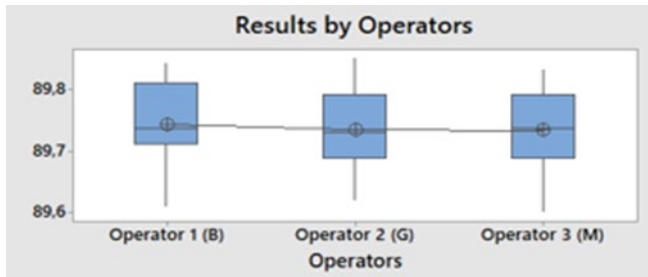 Results by Operators
89,8
89,7
89,6
Operator 1 (B) Operator 2 (G) Operator 3 (M)
Operators